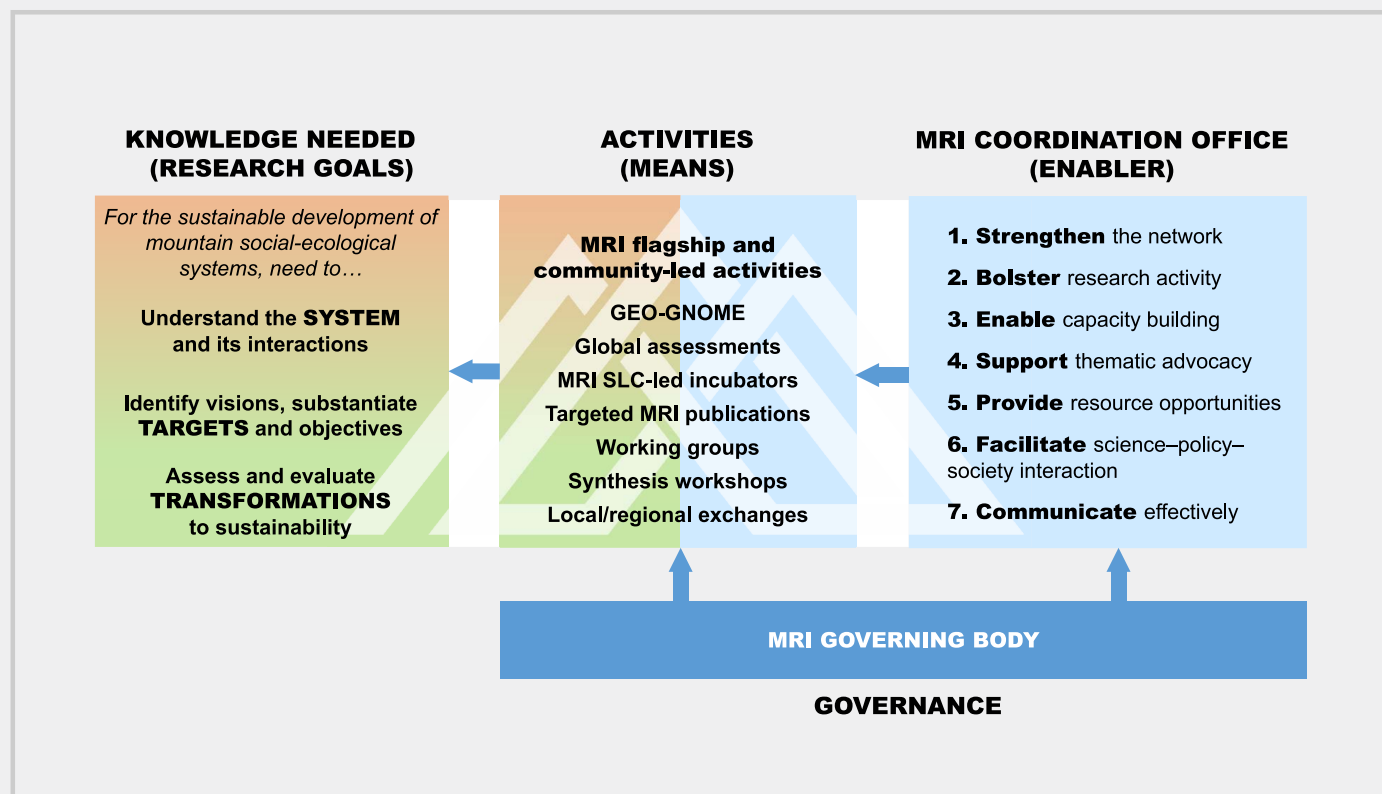 KNOWLEDGE NEEDED
(RESEARCH GOALS)
For the sustainable development of
mountain social-ecological
systems, need to…
Understand the SYSTEM
and its interactions
Identify visions, substantiate
TARGETS and objectives
Assess and evaluate
TRANSFORMATIONS
to sustainability
ACTIVITIES
(MEANS)
MRI flagship and
community-led activities
GEO-GNOME
Global assessments
MRI SLC-led incubators
Targeted MRI publications
Working groups
Synthesis workshops
Local/regional exchanges
MRI COORDINATION OFFICE
(ENABLER)
1. Strengthen the network
2. Bolster research activity
3. Enable capacity building
4. Support thematic advocacy
5. Provide resource opportunities
6. Facilitate science–policy–
society interaction
7. Communicate effectively
MRI GOVERNING BODY
GOVERNANCE